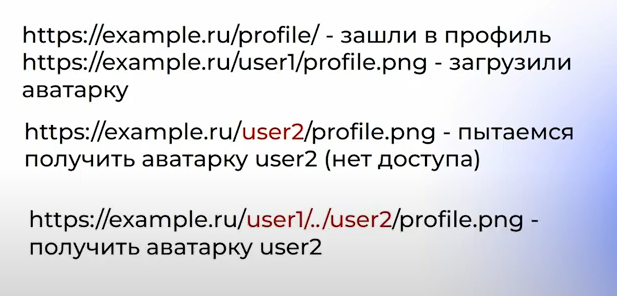 https://example.ru/profile/ - зашли в профиль
https://example.ru/user1/profile.png - загрузили
аватарку
https://example.ru/user2/profile.png - пытаемся
получить аватарку user2 (нет доступа)
https://example.ru/user1/../user2/profile.png -
получить аватарку user2